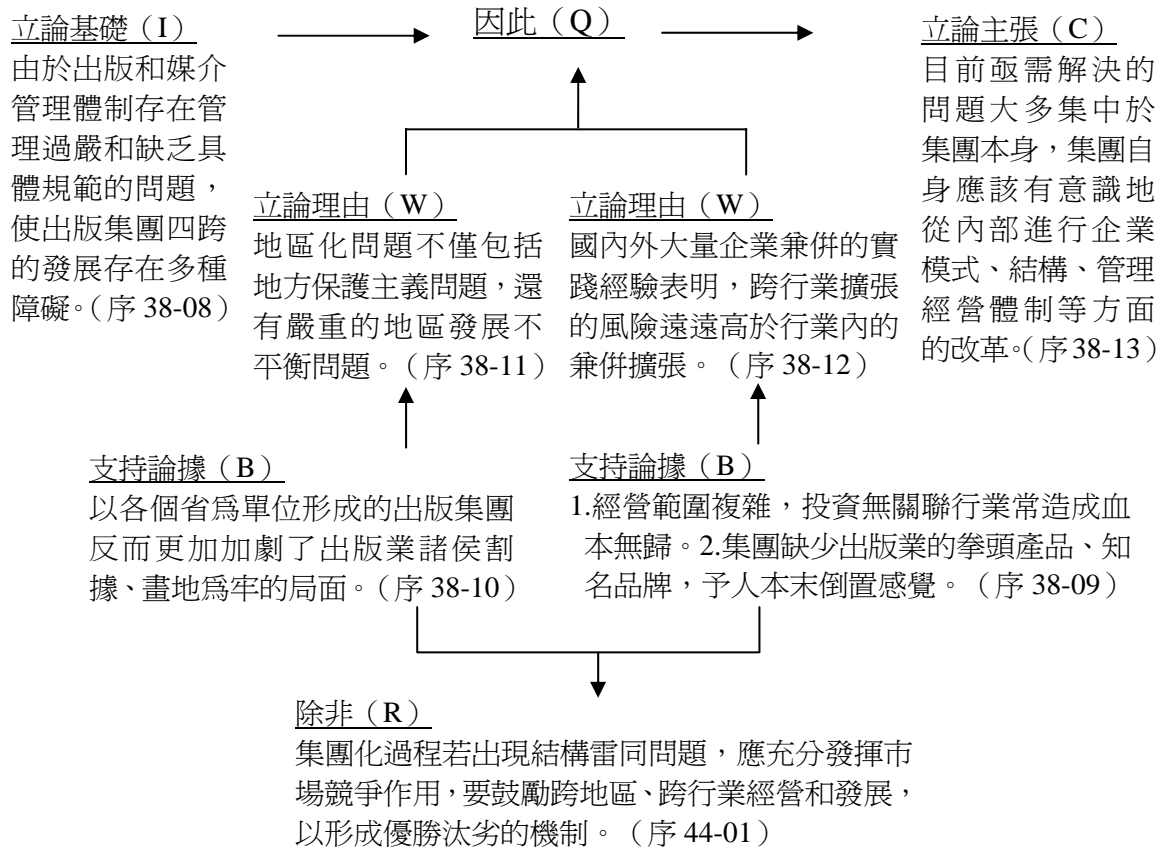 立論基礎（I）
由於出版和媒介
管理體制存在管
理過嚴和缺乏具
體規範的問題，
使出版集團四跨
的發展存在多種
障礙。（序 38-08）
因此（Q）
立論主張（C）
目前亟需解決的
問題大多集中於
集團本身，集團自
身應該有意識地
從內部進行企業
模式、結構、管理
經營體制等方面
的改革。（序 38-13）
立論理由（W）
地區化問題不僅包括
地方保護主義問題，還
有嚴重的地區發展不
平衡問題。（序 38-11）
立論理由（W）
國內外大量企業兼併的實
踐經驗表明，跨行業擴張
的風險遠遠高於行業內的
兼併擴張。（序 38-12）
支持論據（B）
以各個省為單位形成的出版集團
反而更加加劇了出版業諸侯割
據、畫地為牢的局面。（序 38-10）
支持論據（B）
1.經營範圍複雜，投資無關聯行業常造成血
本無歸。2.集團缺少出版業的拳頭產品、知
名品牌，予人本末倒置感覺。（序 38-09）
除非（R）
集團化過程若出現結構雷同問題，應充分發揮市
場競爭作用，要鼓勵跨地區、跨行業經營和發展，
以形成優勝汰劣的機制。（序 44-01）